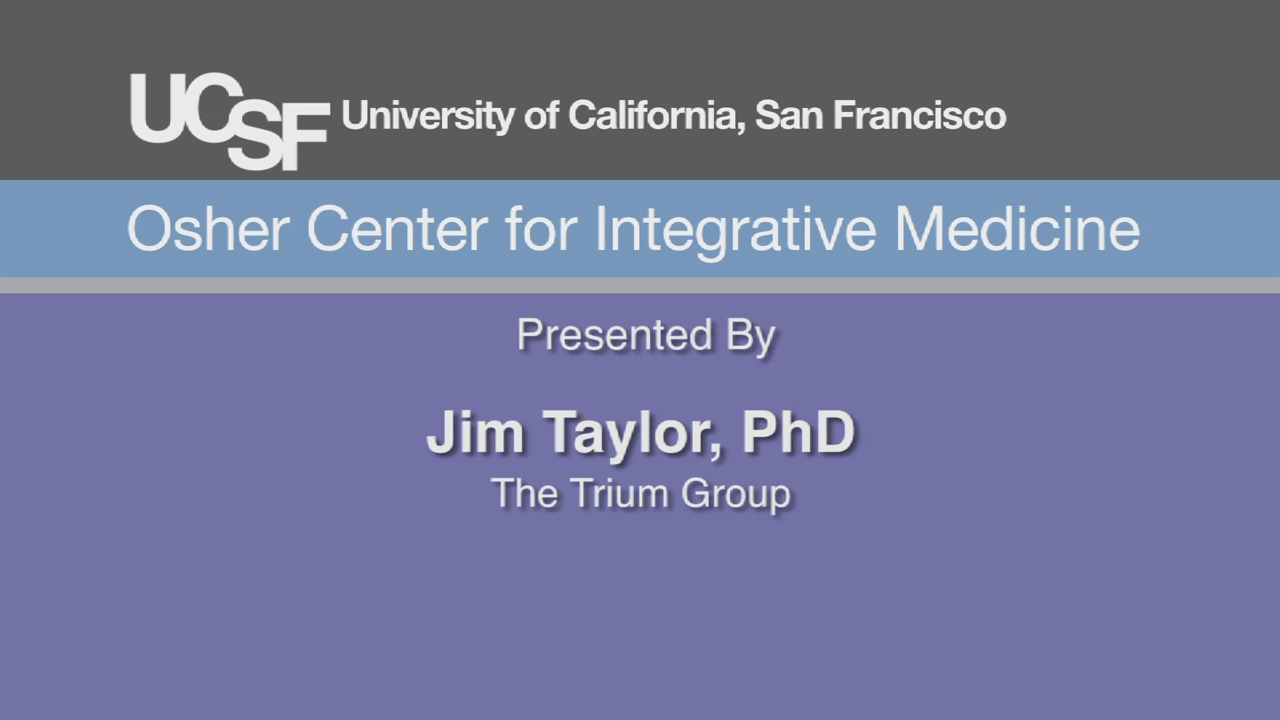 UCSF University of California, San Francisco
Osher Center for Integrative Medicine
Presented By
Jim Taylor, PhD
The Trium Group